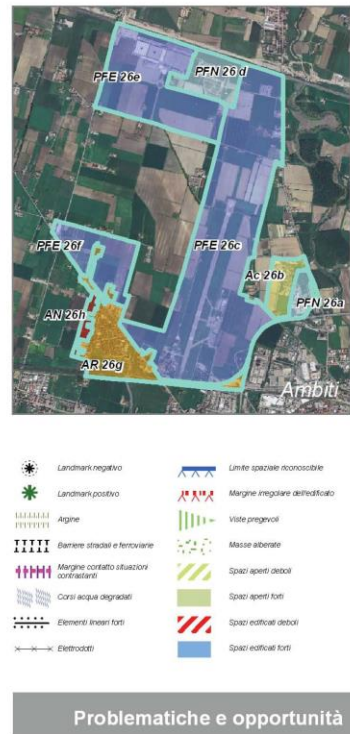 PFE 26e
PFN 26 d
PFE 26f
PFE 26c
Ac 26b
PFN 26a
AN 26h
AR 26g
Ambiti
Landmark negativo
Landmark positivo
Argine
Barriere stradali e ferroviarie
Margine contatto situazioni
contrastanti
Corsi acqua degradati
Elementi lineari forti
Elettrodotti
Limite spaziale riconoscibile
Margine irregolare dell'edificato
Viste pregevoli
Masse alberate
Spazi aperti deboli
Spazi aperti forti
Spazi edificati deboli
Spazi edificati forti
Problematiche e opportunità